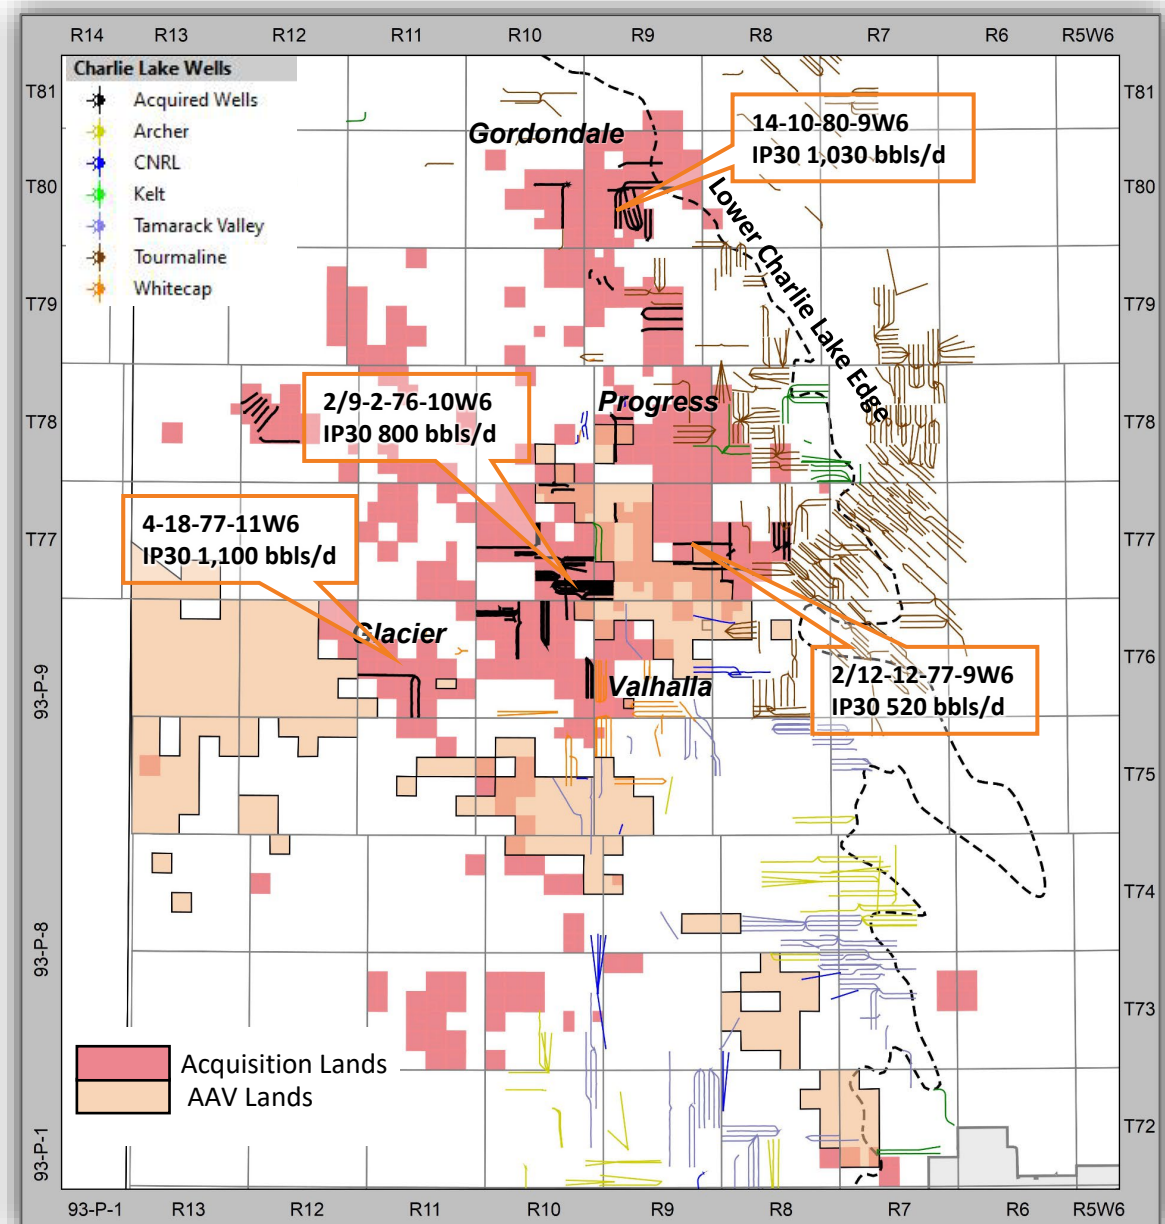 R14 R13 R12 R11 R10 R9 R8 R7 R6 R5W6
Charlie Lake Wells
Acquired Wells
Archer
CNRL
Kelt
Tamarack Valley
Tourmaline
Whitecap
T81
T81
Gordondale
14-10-80-9W6
IP30 1,030 bbls/d
T80
T80
Lower Charlie Lake Edge
T79
T79
2/9-2-76-10W6
IP30 800 bbls/d
Progress
T78
T78
4-18-77-11W6
IP30 1,100 bbls/d
T77
T77
Glacier
T76
T76
93-P-9
Valhalla
2/12-12-77-9W6
IP30 520 bbls/d
T75
T75
T74
T74
93-P-8
T73
T73
Acquisition Lands
AAV Lands
T72
T72
93-P-1
93-P-1 R13 R12 R11 R10 R9 R8 R7 R6 R5W6